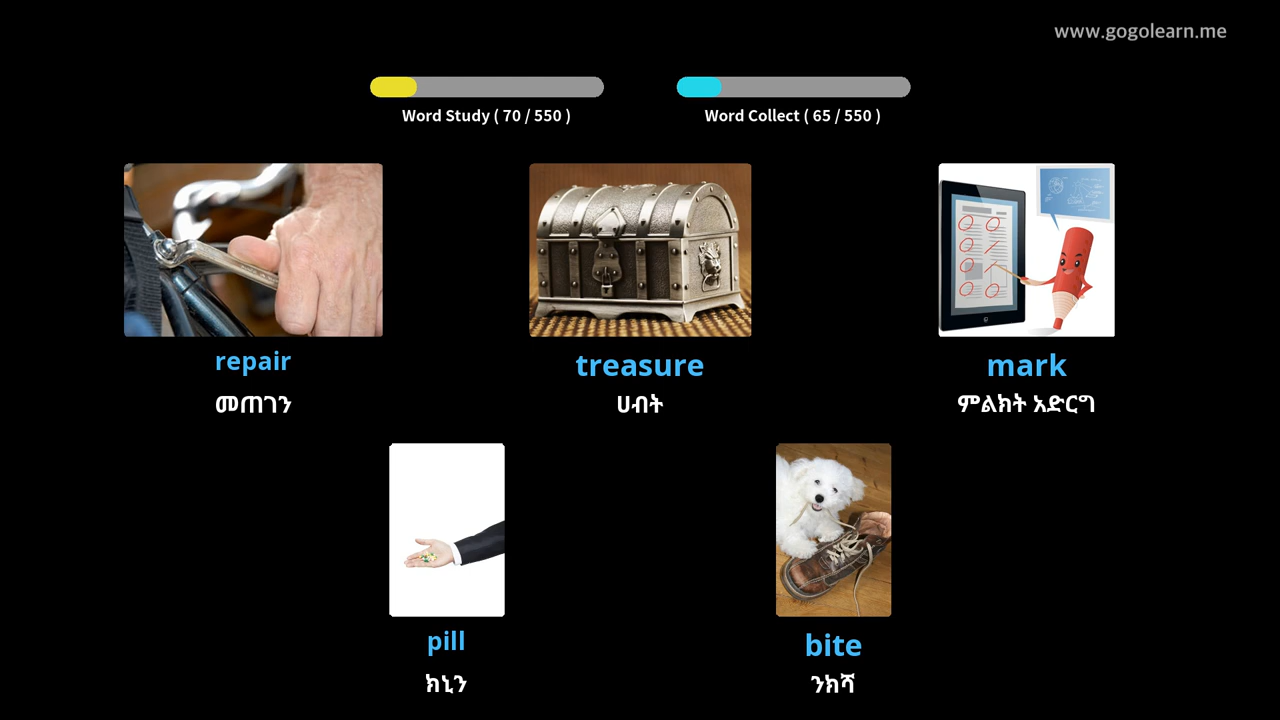 www.gogolearn.me
Word Study ( 70 / 550 )
Word Collect ( 65 / 550 )
repair
treasure
mark
መጠገን
ሀብት
ምልክት አድርግ
pill
bite
ክኒን
ንክሻ